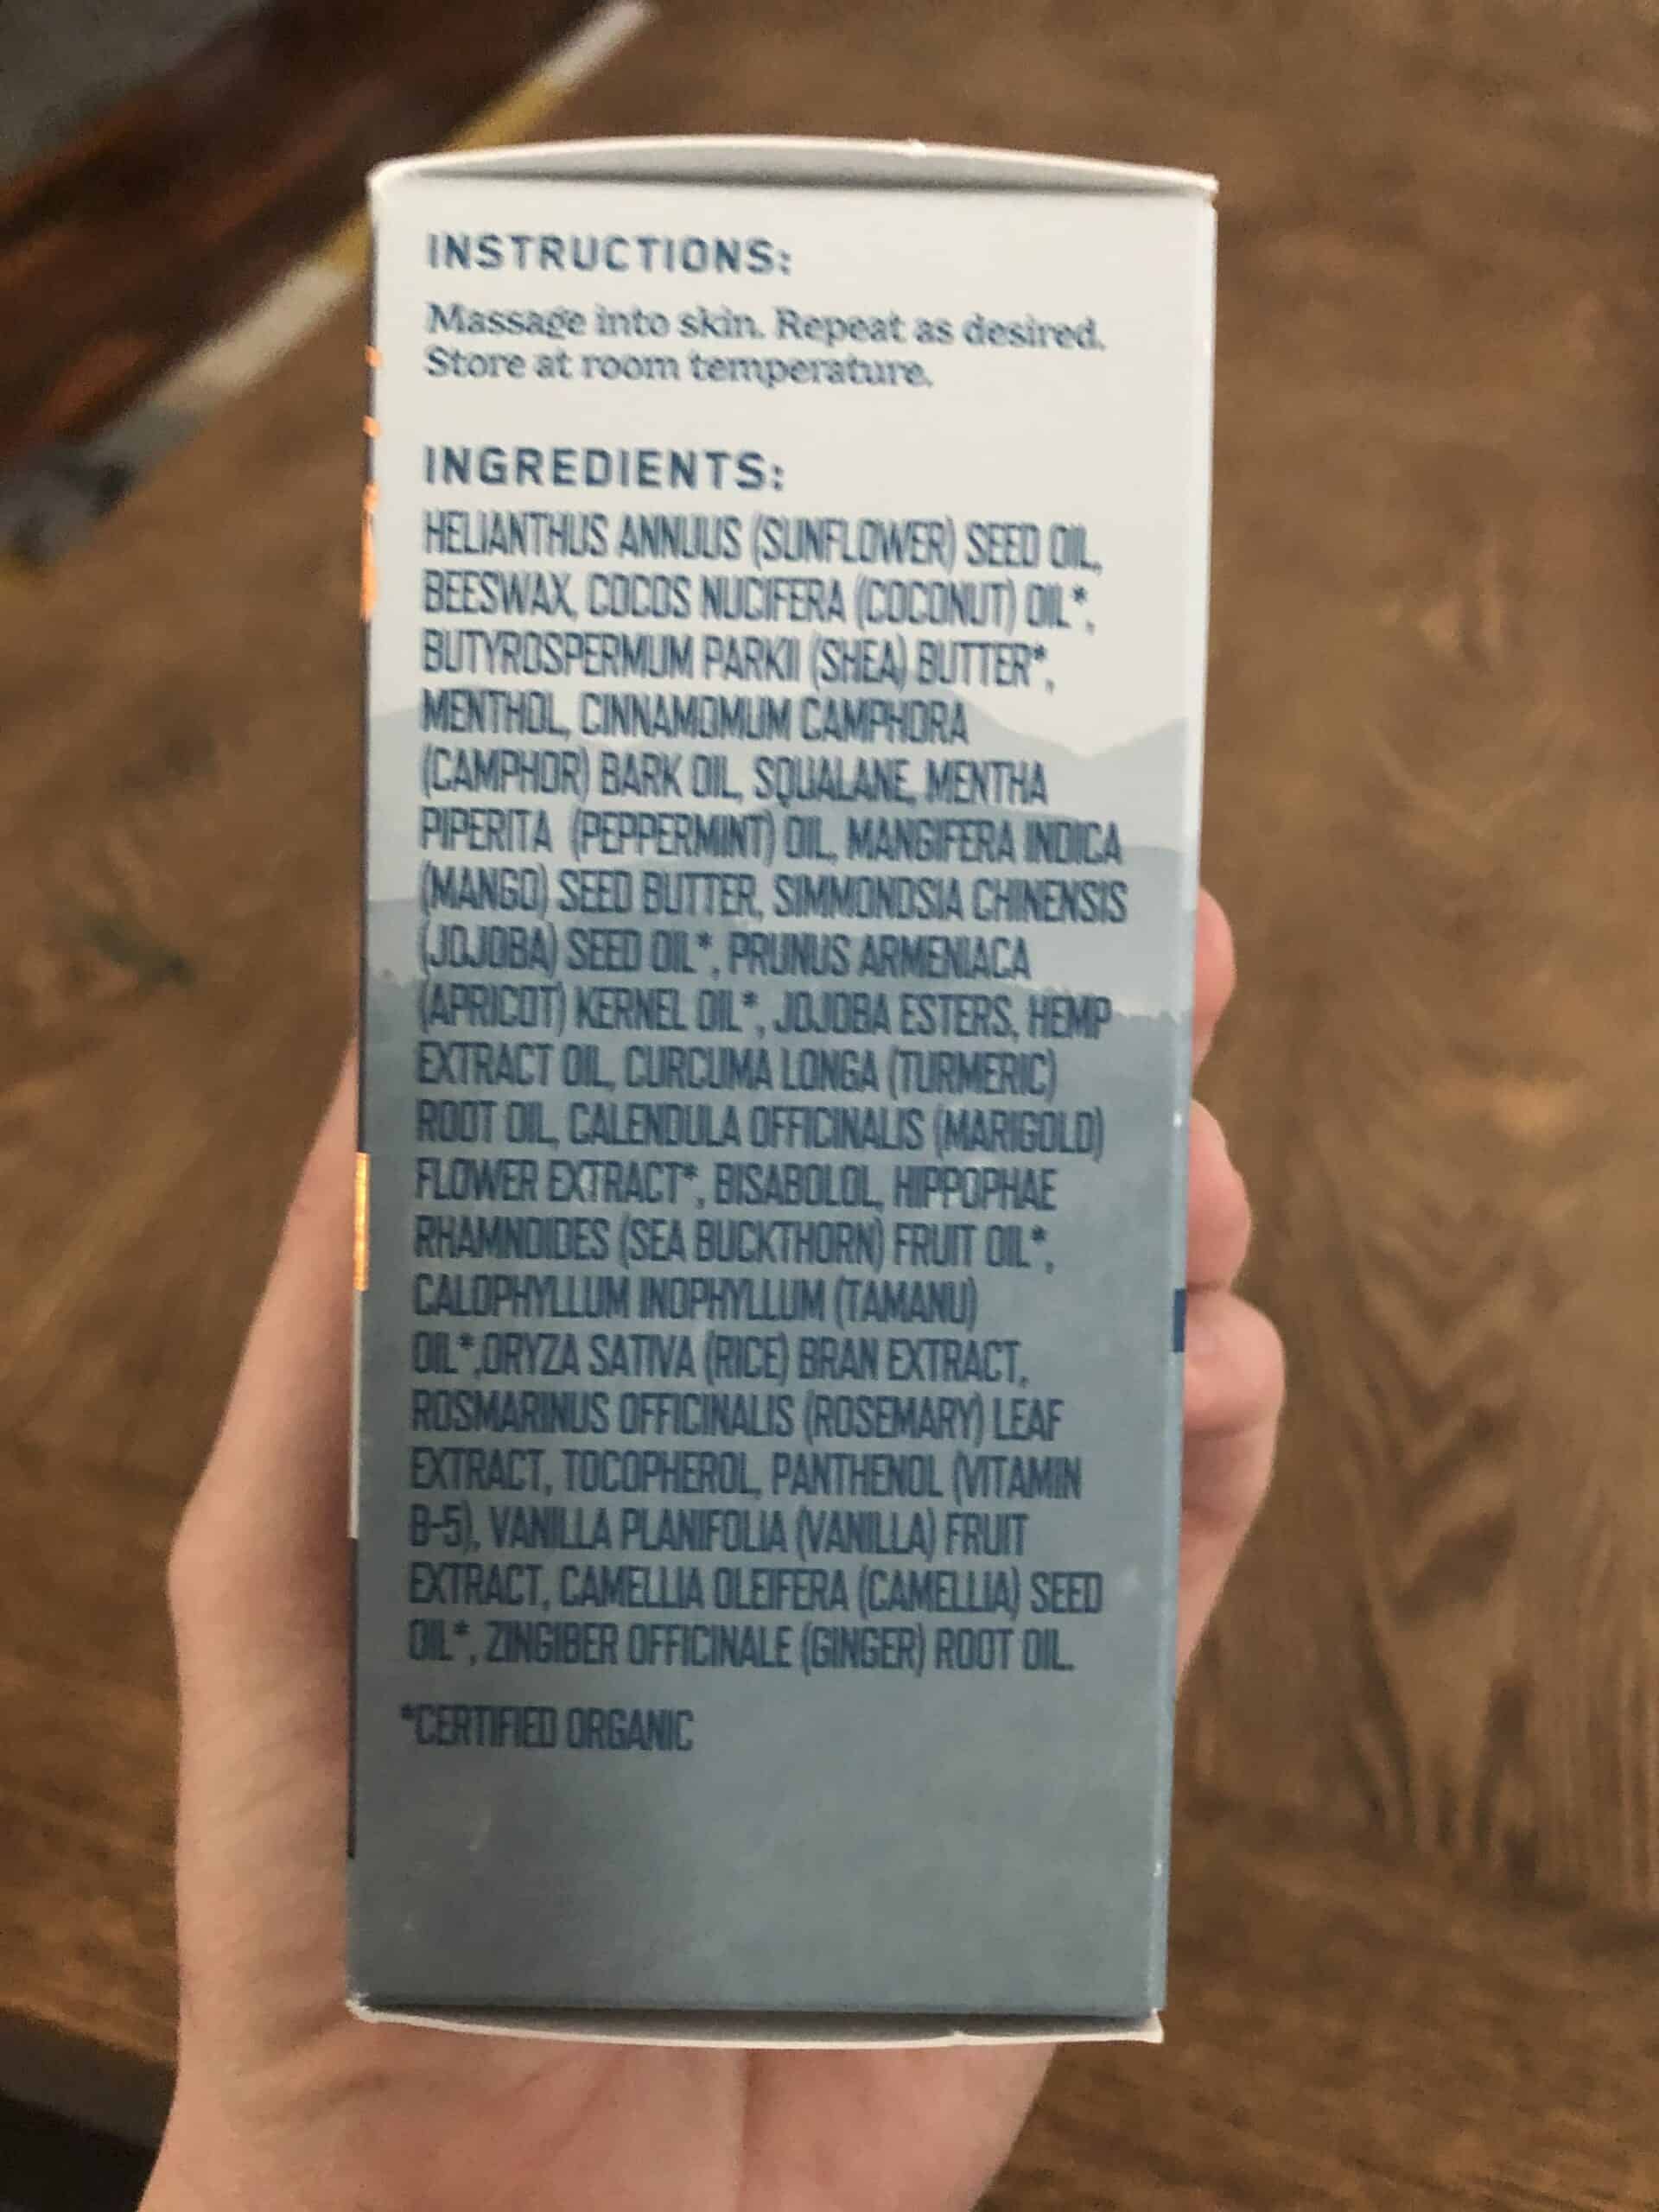 INSTRUCTIONS:
Massage into skin. Repeat as desired.
Store at room temperature.
INGREDIENTS:
HELIANTHUS ANNUUS (SUNFLOWER) SEED OIL,
BEESWAX, COCOS NUCIFERA (COCONUT) OIL*,
BUTYROSPERMUM PARKII (SHEA) BUTTER*,
MENTHOL, CINNAMOMUM CAMPHORA
(CAMPHOR) BARK OIL, SQUALANE, MENTHA
PIPERITA (PEPPERMINT) OIL, MANGIFERA INDICA
(MANGO) SEED BUTTER, SIMMONDSIA CHINENSIS
(JOJOBA) SEED OIL*, PRUNUS ARMENIACA
(APRICOT) KERNEL OIL*, JOJOBA ESTERS, HEMP
EXTRACT OIL, CURCUMA LONGA (TURMERIC)
ROOT OIL, CALENDULA OFFICINALIS (MARIGOLD)
FLOWER EXTRACT*, BISABOLOL, HIPPOPHAE
RHAMNOIDES (SEA BUCKTHORN) FRUIT OIL*,
CALOPHYLLUM INOPHYLLUM (TAMANU)
OIL*,ORYZA SATIVA (RICE) BRAN EXTRACT,
ROSMARINUS OFFICINALIS (ROSEMARY) LEAF
EXTRACT, TOCOPHEROL, PANTHENOL (VITAMIN
B-5), VANILLA PLANIFOLIA (VANILLA) FRUIT
EXTRACT, CAMELLIA OLEIFERA (CAMELLIA) SEED
OIL*, ZINGIBER OFFICINALE (GINGER) ROOT OIL.
*CERTIFIED ORGANIC